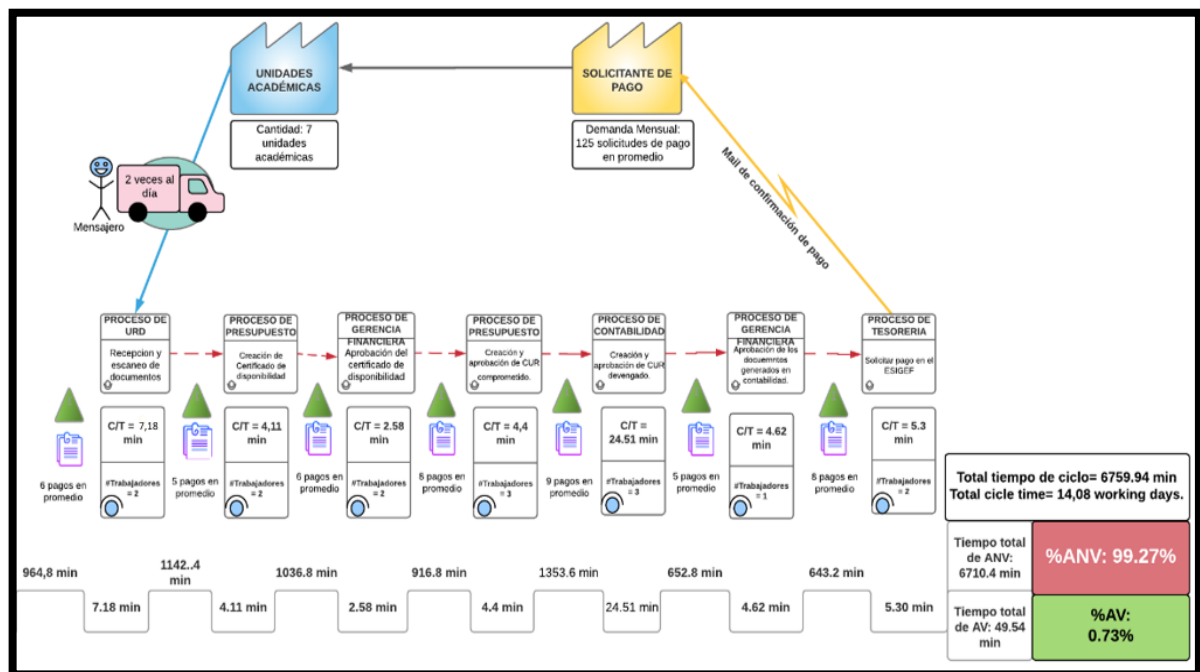 UNIDADES
ACADÉMICAS
SOLICITANTE DE
PAGO
Cantidad: 7
unidades
académicas
Demanda Mensual:
125 solicitudes de pago
en promedio
Mail de confirmación de pago
2 veces al
día
Mensajero
PROCESO DE
URD
Recepcion y
escaneo de
documentos
PROCESO DE
PRESUPUESTO
Creación de
Certificado de
disponibilidad
PROCESO DE
GERENCIA
FINANCIERA
Aprobación del
certificado de
disponibilidad
PROCESO DE
PRESUPUESTO
Creación y
aprobación de CUR
comprometido.
PROCESO DE
CONTABILIDAD
Creación y
aprobación de CUR
devengado.
PROCESO DE
GERENCIA
FINANCIERA
Aprobación de los
docuemntos
generados en
contabilidad.
PROCESO DE
TESORERIA
Solicitar pago en el
ESIGEF
6 pagos en
promedio
C/T = 7,18
min
#Trabajadores
= 2
5 pagos en
promedio
C/T = 4,11
min
#Trabajadores
= 2
6 pagos en
promedio
C/T = 2.58
min
#Trabajadores
= 2
8 pagos en
promedio
C/T = 4,4
min
#Trabajadores
= 3
9 pagos en
promedio
C/T =
24.51 min
#Trabajadores
= 3
5 pagos en
promedio
C/T = 4.62
min
#Trabajadores
= 1
8 pagos en
promedio
C/T = 5.3
min
#Trabajadores
= 2
Total tiempo de ciclo= 6759.94 min
Total cicle time= 14,08 working days.
Tiempo total
de ANV:
6710.4 min
%ANV: 99.27%
Tiempo total
de AV: 49.54
min
%AV:
0.73%
964,8 min
7.18 min
1142..4
min
4.11 min
1036.8 min
2.58 min
916.8 min
4.4 min
1353.6 min
24.51 min
652.8 min
4.62 min
643.2 min
5.30 min